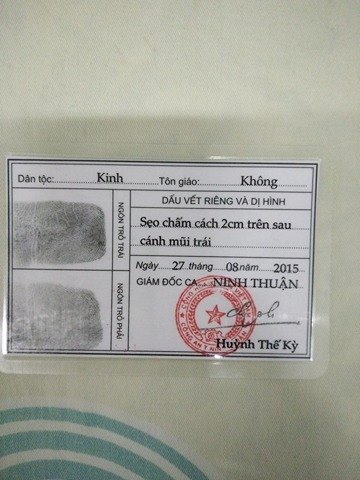 Dân tộc: Kinh Tôn giáo: Không
DẤU VẾT RIÊNG VÀ DỊ HÌNH
Sẹo chấm cách 2cm trên sau
cánh mũi trái
NGÓN TRỎ TRÁI
Ngày 27 tháng 08 năm 2015
GIÁM ĐỐC CA NINH THUẬN
NGÓN TRỎ PHẢI
Huỳnh Thế Kỳ